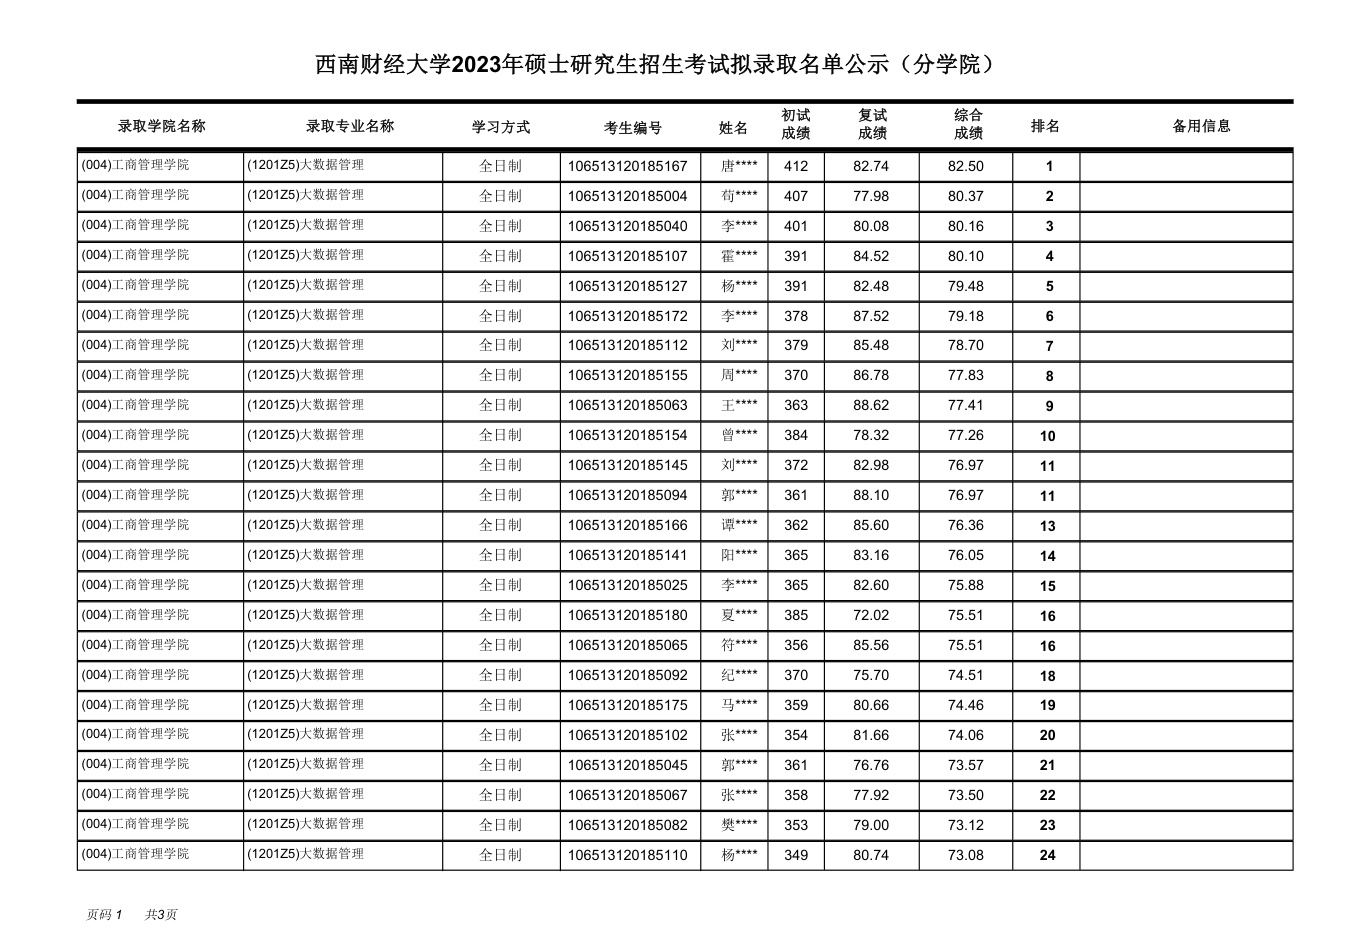 西南财经大学2023年硕士研究生招生考试拟录取名单公示（分学院）
录取学院名称 录取专业名称 学习方式 考生编号 姓名 初试成绩 复试成绩 综合成绩 排名 备用信息
(004)工商管理学院 (1201Z5)大数据管理 全日制 106513120185167 唐**** 412 82.74 82.50 1
(004)工商管理学院 (1201Z5)大数据管理 全日制 106513120185004 荀**** 407 77.98 80.37 2
(004)工商管理学院 (1201Z5)大数据管理 全日制 106513120185040 李**** 401 80.08 80.16 3
(004)工商管理学院 (1201Z5)大数据管理 全日制 106513120185107 霍**** 391 84.52 80.10 4
(004)工商管理学院 (1201Z5)大数据管理 全日制 106513120185127 杨**** 391 82.48 79.48 5
(004)工商管理学院 (1201Z5)大数据管理 全日制 106513120185172 李**** 378 87.52 79.18 6
(004)工商管理学院 (1201Z5)大数据管理 全日制 106513120185112 刘**** 379 85.48 78.70 7
(004)工商管理学院 (1201Z5)大数据管理 全日制 106513120185155 周**** 370 86.78 77.83 8
(004)工商管理学院 (1201Z5)大数据管理 全日制 106513120185063 王**** 363 88.62 77.41 9
(004)工商管理学院 (1201Z5)大数据管理 全日制 106513120185154 曾**** 384 78.32 77.26 10
(004)工商管理学院 (1201Z5)大数据管理 全日制 106513120185145 刘**** 372 82.98 76.97 11
(004)工商管理学院 (1201Z5)大数据管理 全日制 106513120185094 郭**** 361 88.10 76.97 11
(004)工商管理学院 (1201Z5)大数据管理 全日制 106513120185166 谭**** 362 85.60 76.36 13
(004)工商管理学院 (1201Z5)大数据管理 全日制 106513120185141 阳**** 365 83.16 76.05 14
(004)工商管理学院 (1201Z5)大数据管理 全日制 106513120185025 李**** 365 82.60 75.88 15
(004)工商管理学院 (1201Z5)大数据管理 全日制 106513120185180 夏**** 385 72.02 75.51 16
(004)工商管理学院 (1201Z5)大数据管理 全日制 106513120185065 符**** 356 85.56 75.51 16
(004)工商管理学院 (1201Z5)大数据管理 全日制 106513120185092 纪**** 370 75.70 74.51 18
(004)工商管理学院 (1201Z5)大数据管理 全日制 106513120185175 马**** 359 80.66 74.46 19
(004)工商管理学院 (1201Z5)大数据管理 全日制 106513120185102 张**** 354 81.66 74.06 20
(004)工商管理学院 (1201Z5)大数据管理 全日制 106513120185045 郭**** 361 76.76 73.57 21
(004)工商管理学院 (1201Z5)大数据管理 全日制 106513120185067 张**** 358 77.92 73.50 22
(004)工商管理学院 (1201Z5)大数据管理 全日制 106513120185082 樊**** 353 79.00 73.12 23
(004)工商管理学院 (1201Z5)大数据管理 全日制 106513120185110 杨**** 349 80.74 73.08 24
页码 1 共3页